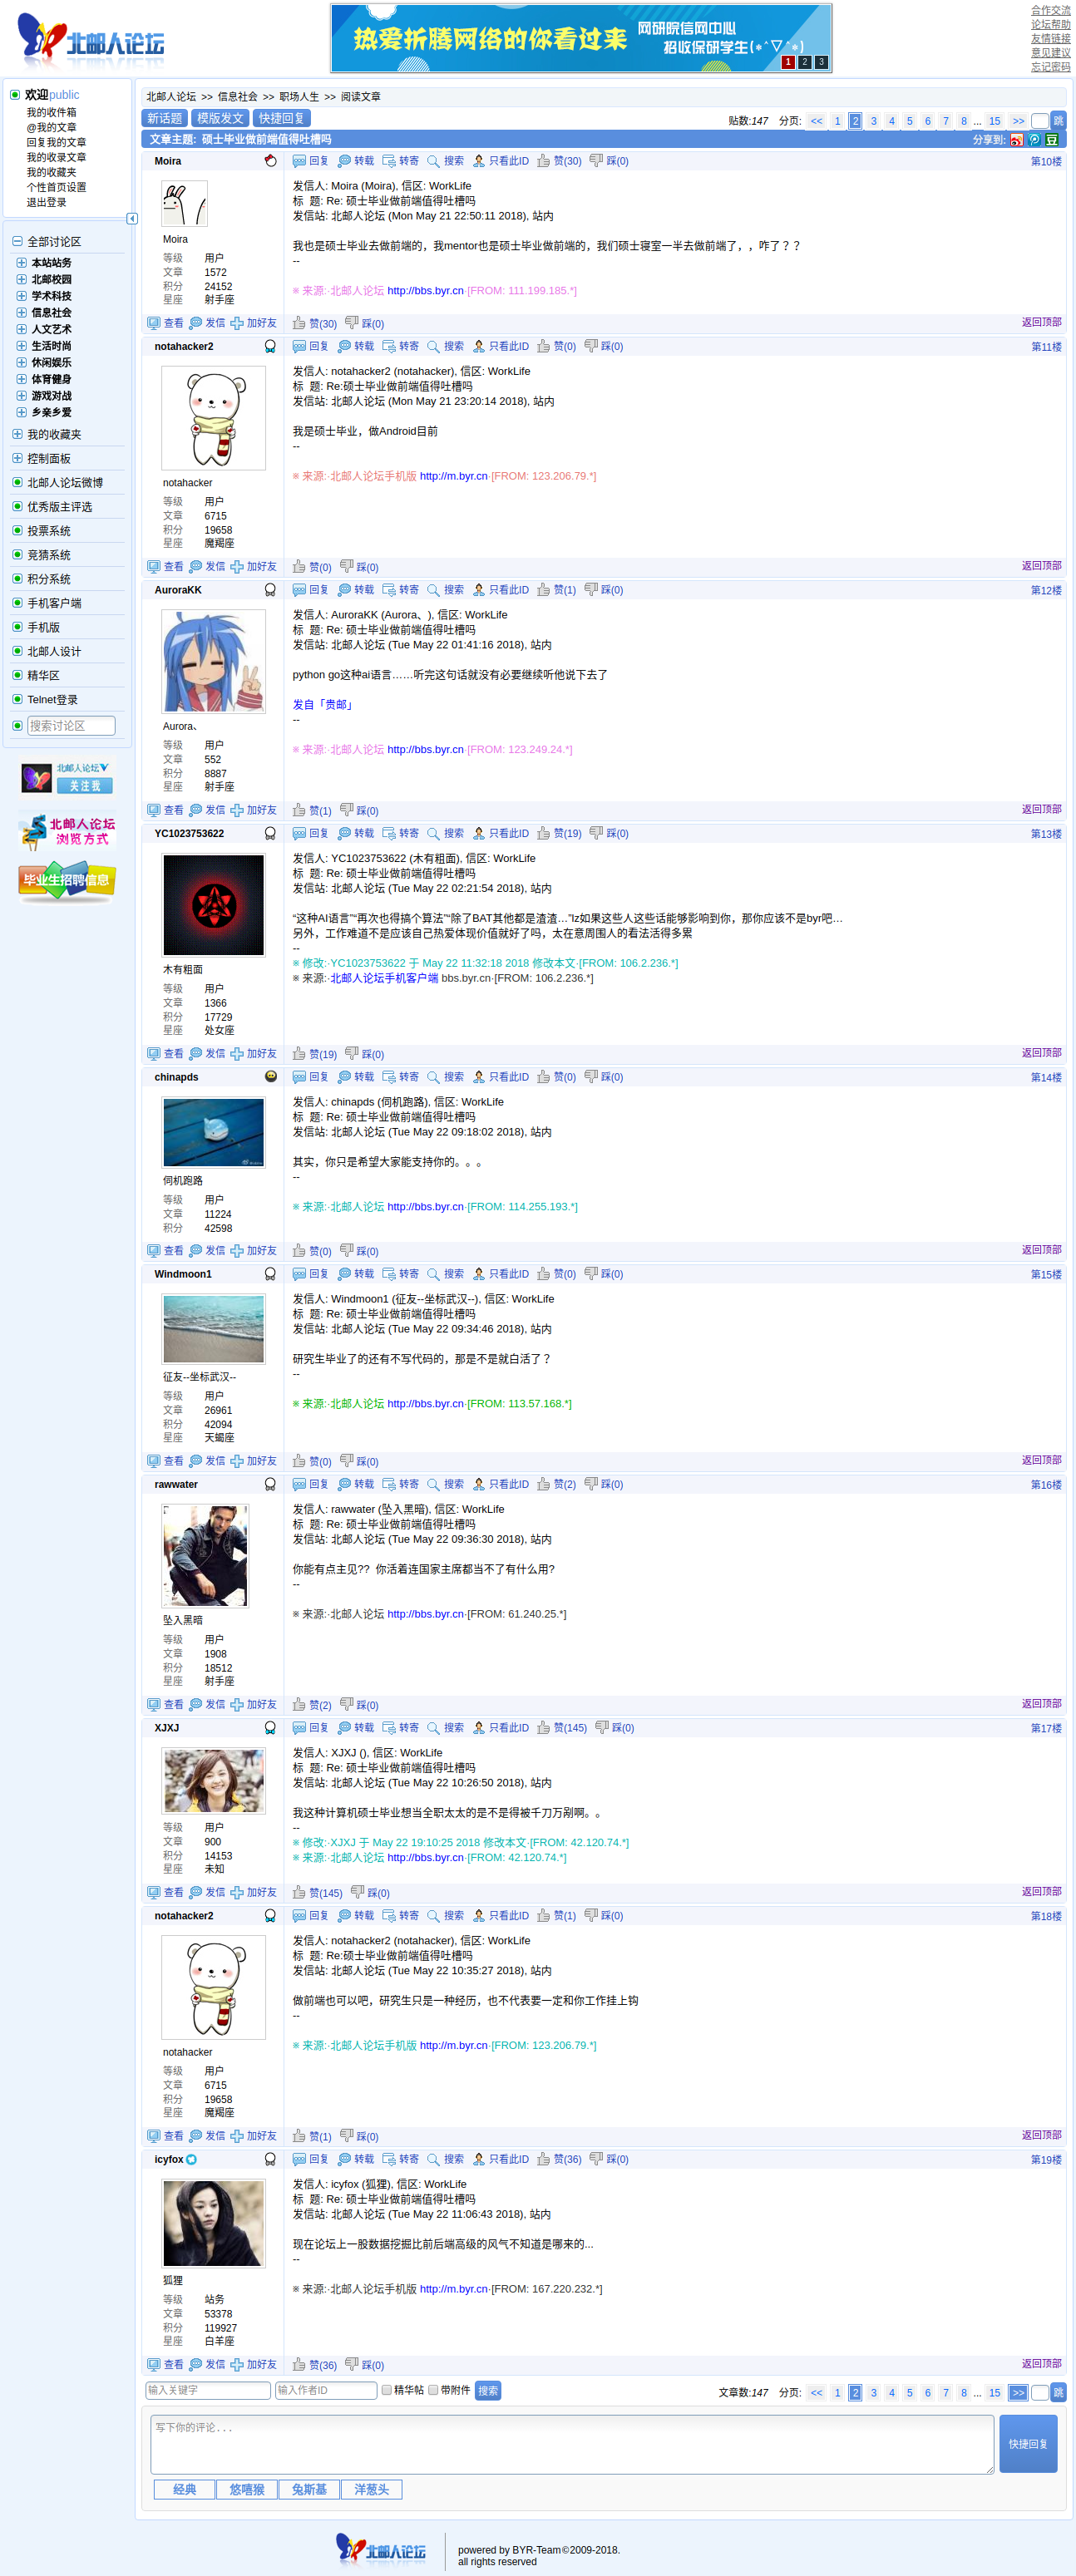 北邮人论坛
热爱折腾网络的你看过来
网研院信网中心
招收保研学生(*^▽^*)
1 2 3
合作交流
论坛帮助
友情链接
意见建议
忘记密码
欢迎public
我的收件箱
@我的文章
回复我的文章
我的收录文章
我的收藏夹
个性首页设置
退出登录
全部讨论区
本站站务
北邮校园
学术科技
信息社会
人文艺术
生活时尚
休闲娱乐
体育健身
游戏对战
乡亲乡爱
我的收藏夹
控制面板
北邮人论坛微博
优秀版主评选
投票系统
竞猜系统
积分系统
手机客户端
手机版
北邮人设计
精华区
Telnet登录
搜索讨论区
北邮人论坛
关注我
北邮人论坛
5种浏览方式
毕业生招聘信息
北邮人论坛 >> 信息社会 >> 职场人生 >> 阅读文章
新话题 模版发文 快捷回复
贴数:147 分页: << 1 2 3 4 5 6 7 8 ... 15 >> 跳
文章主题: 硕士毕业做前端值得吐槽吗 分享到: 豆
Moira 回复 转载 转寄 搜索 只看此ID 赞(30) 踩(0) 第10楼
Moira
等级 用户
文章 1572
积分 24152
星座 射手座
发信人: Moira (Moira), 信区: WorkLife
标 题: Re: 硕士毕业做前端值得吐槽吗
发信站: 北邮人论坛 (Mon May 21 22:50:11 2018), 站内
我也是硕士毕业去做前端的，我mentor也是硕士毕业做前端的，我们硕士寝室一半去做前端了，，咋了？？
--
※ 来源:·北邮人论坛 http://bbs.byr.cn·[FROM: 111.199.185.*]
查看 发信 加好友 赞(30) 踩(0) 返回顶部
notahacker2 回复 转载 转寄 搜索 只看此ID 赞(0) 踩(0) 第11楼
notahacker
等级 用户
文章 6715
积分 19658
星座 魔羯座
发信人: notahacker2 (notahacker), 信区: WorkLife
标 题: Re:硕士毕业做前端值得吐槽吗
发信站: 北邮人论坛 (Mon May 21 23:20:14 2018), 站内
我是硕士毕业，做Android目前
--
※ 来源:·北邮人论坛手机版 http://m.byr.cn·[FROM: 123.206.79.*]
查看 发信 加好友 赞(0) 踩(0) 返回顶部
AuroraKK 回复 转载 转寄 搜索 只看此ID 赞(1) 踩(0) 第12楼
Aurora、
等级 用户
文章 552
积分 8887
星座 射手座
发信人: AuroraKK (Aurora、), 信区: WorkLife
标 题: Re: 硕士毕业做前端值得吐槽吗
发信站: 北邮人论坛 (Tue May 22 01:41:16 2018), 站内
python go这种ai语言……听完这句话就没有必要继续听他说下去了
发自「贵邮」
--
※ 来源:·北邮人论坛 http://bbs.byr.cn·[FROM: 123.249.24.*]
查看 发信 加好友 赞(1) 踩(0) 返回顶部
YC1023753622 回复 转载 转寄 搜索 只看此ID 赞(19) 踩(0) 第13楼
木有粗面
等级 用户
文章 1366
积分 17729
星座 处女座
发信人: YC1023753622 (木有粗面), 信区: WorkLife
标 题: Re: 硕士毕业做前端值得吐槽吗
发信站: 北邮人论坛 (Tue May 22 02:21:54 2018), 站内
“这种AI语言”“再次也得搞个算法”“除了BAT其他都是渣渣…”lz如果这些人这些话能够影响到你，那你应该不是byr吧…
另外，工作难道不是应该自己热爱体现价值就好了吗，太在意周围人的看法活得多累
--
※ 修改:·YC1023753622 于 May 22 11:32:18 2018 修改本文·[FROM: 106.2.236.*]
※ 来源:·北邮人论坛手机客户端 bbs.byr.cn·[FROM: 106.2.236.*]
查看 发信 加好友 赞(19) 踩(0) 返回顶部
chinapds 回复 转载 转寄 搜索 只看此ID 赞(0) 踩(0) 第14楼
伺机跑路
等级 用户
文章 11224
积分 42598
发信人: chinapds (伺机跑路), 信区: WorkLife
标 题: Re: 硕士毕业做前端值得吐槽吗
发信站: 北邮人论坛 (Tue May 22 09:18:02 2018), 站内
其实，你只是希望大家能支持你的。。。
--
※ 来源:·北邮人论坛 http://bbs.byr.cn·[FROM: 114.255.193.*]
查看 发信 加好友 赞(0) 踩(0) 返回顶部
Windmoon1 回复 转载 转寄 搜索 只看此ID 赞(0) 踩(0) 第15楼
征友--坐标武汉--
等级 用户
文章 26961
积分 42094
星座 天蝎座
发信人: Windmoon1 (征友--坐标武汉--), 信区: WorkLife
标 题: Re: 硕士毕业做前端值得吐槽吗
发信站: 北邮人论坛 (Tue May 22 09:34:46 2018), 站内
研究生毕业了的还有不写代码的，那是不是就白活了？
--
※ 来源:·北邮人论坛 http://bbs.byr.cn·[FROM: 113.57.168.*]
查看 发信 加好友 赞(0) 踩(0) 返回顶部
rawwater 回复 转载 转寄 搜索 只看此ID 赞(2) 踩(0) 第16楼
坠入黑暗
等级 用户
文章 1908
积分 18512
星座 射手座
发信人: rawwater (坠入黑暗), 信区: WorkLife
标 题: Re: 硕士毕业做前端值得吐槽吗
发信站: 北邮人论坛 (Tue May 22 09:36:30 2018), 站内
你能有点主见?? 你活着连国家主席都当不了有什么用?
--
※ 来源:·北邮人论坛 http://bbs.byr.cn·[FROM: 61.240.25.*]
查看 发信 加好友 赞(2) 踩(0) 返回顶部
XJXJ 回复 转载 转寄 搜索 只看此ID 赞(145) 踩(0) 第17楼
等级 用户
文章 900
积分 14153
星座 未知
发信人: XJXJ (), 信区: WorkLife
标 题: Re: 硕士毕业做前端值得吐槽吗
发信站: 北邮人论坛 (Tue May 22 10:26:50 2018), 站内
我这种计算机硕士毕业想当全职太太的是不是得被千刀万剐啊。。
--
※ 修改:·XJXJ 于 May 22 19:10:25 2018 修改本文·[FROM: 42.120.74.*]
※ 来源:·北邮人论坛 http://bbs.byr.cn·[FROM: 42.120.74.*]
查看 发信 加好友 赞(145) 踩(0) 返回顶部
notahacker2 回复 转载 转寄 搜索 只看此ID 赞(1) 踩(0) 第18楼
notahacker
等级 用户
文章 6715
积分 19658
星座 魔羯座
发信人: notahacker2 (notahacker), 信区: WorkLife
标 题: Re:硕士毕业做前端值得吐槽吗
发信站: 北邮人论坛 (Tue May 22 10:35:27 2018), 站内
做前端也可以吧，研究生只是一种经历，也不代表要一定和你工作挂上钩
--
※ 来源:·北邮人论坛手机版 http://m.byr.cn·[FROM: 123.206.79.*]
查看 发信 加好友 赞(1) 踩(0) 返回顶部
icyfox 回复 转载 转寄 搜索 只看此ID 赞(36) 踩(0) 第19楼
狐狸
等级 站务
文章 53378
积分 119927
星座 白羊座
发信人: icyfox (狐狸), 信区: WorkLife
标 题: Re: 硕士毕业做前端值得吐槽吗
发信站: 北邮人论坛 (Tue May 22 11:06:43 2018), 站内
现在论坛上一股数据挖掘比前后端高级的风气不知道是哪来的...
--
※ 来源:·北邮人论坛手机版 http://m.byr.cn·[FROM: 167.220.232.*]
查看 发信 加好友 赞(36) 踩(0) 返回顶部
输入关键字 输入作者ID 精华帖 带附件 搜索
文章数:147 分页: << 1 2 3 4 5 6 7 8 ... 15 >> 跳
写下你的评论...
快捷回复
经典 悠嘻猴 兔斯基 洋葱头
北邮人论坛
powered by BYR-Team©2009-2018.
all rights reserved